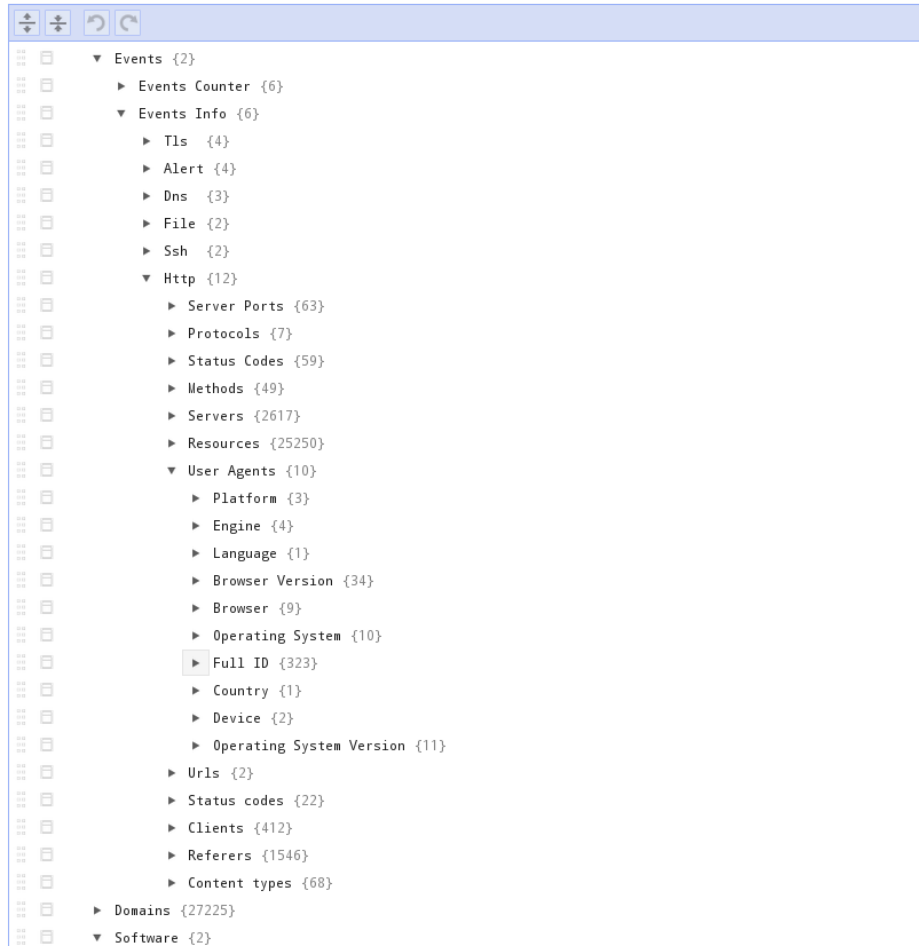 Events {2}
Events Counter {6}
Events Info {6}
Tls {4}
Alert {4}
Dns {3}
File {2}
Ssh {2}
Http {12}
Server Ports {63}
Protocols {7}
Status Codes {59}
Methods {49}
Servers {2617}
Resources {25250}
User Agents {10}
Platform {3}
Engine {4}
Language {1}
Browser Version {34}
Browser {9}
Operating System {10}
Full ID {323}
Country {1}
Device {2}
Operating System Version {11}
Urls {2}
Status codes {22}
Clients {412}
Referers {1546}
Content types {68}
Domains {27225}
Software {2}